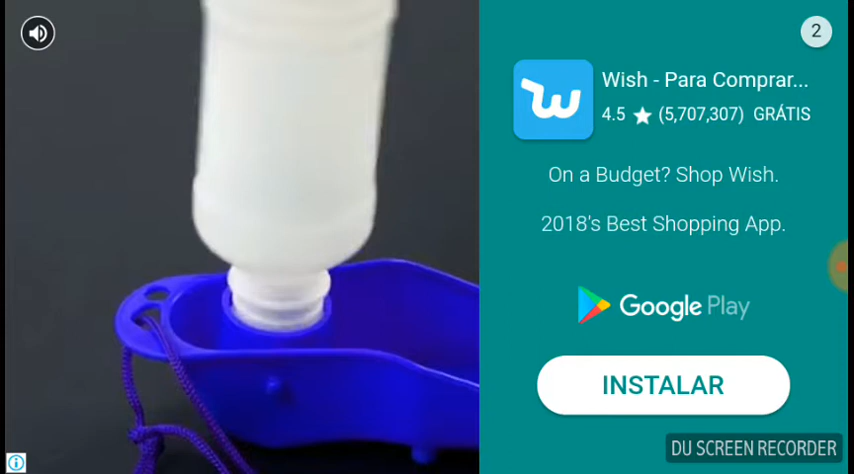 2
Wish - Para Comprar...
4.5 ★ (5,707,307) GRÁTIS
On a Budget? Shop Wish.
2018's Best Shopping App.
Google Play
INSTALAR
DU SCREEN RECORDER